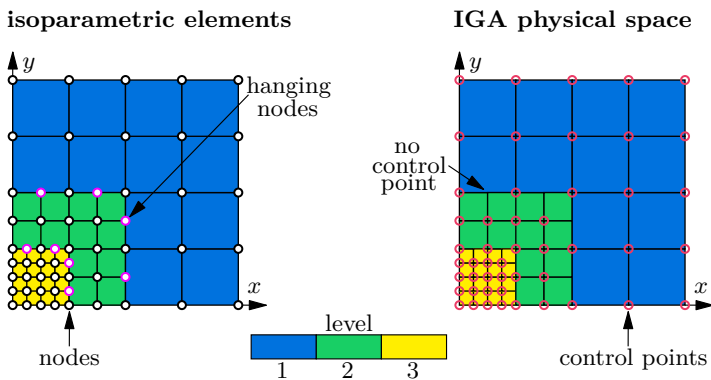 isoparametric elements
IGA physical space
y
hanging
nodes
x
nodes
y
no
control
point
x
control points
level
1 2 3